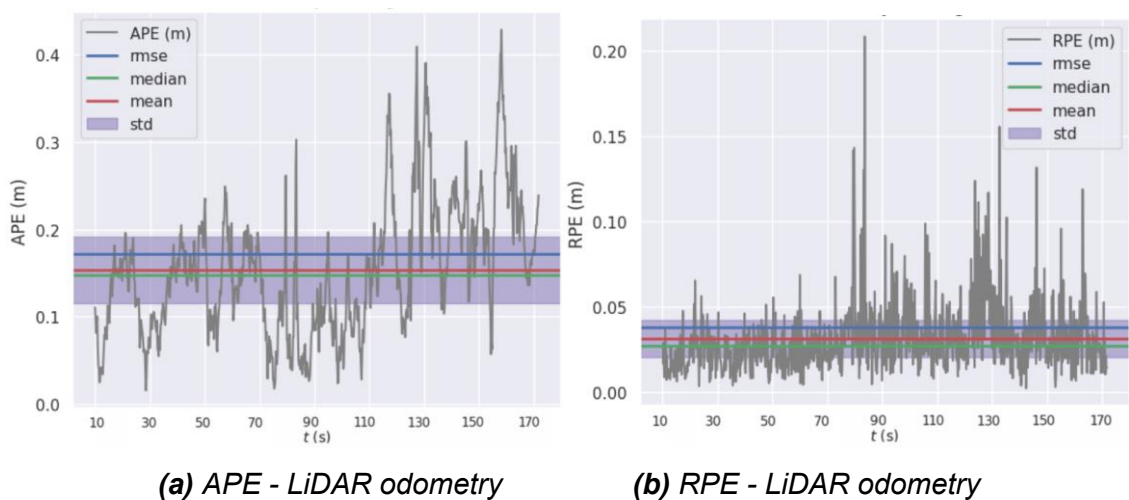 APE (m)
rmse
median
mean
std
0.4
0.3
0.2
0.1
0.0
APE (m)
10 30 50 70 90 110 130 150 170
t (s)
RPE (m)
rmse
median
mean
std
0.20
0.15
0.10
0.05
0.00
RPE (m)
10 30 50 70 90 110 130 150 170
t (s)
(a) APE - LiDAR odometry
(b) RPE - LiDAR odometry